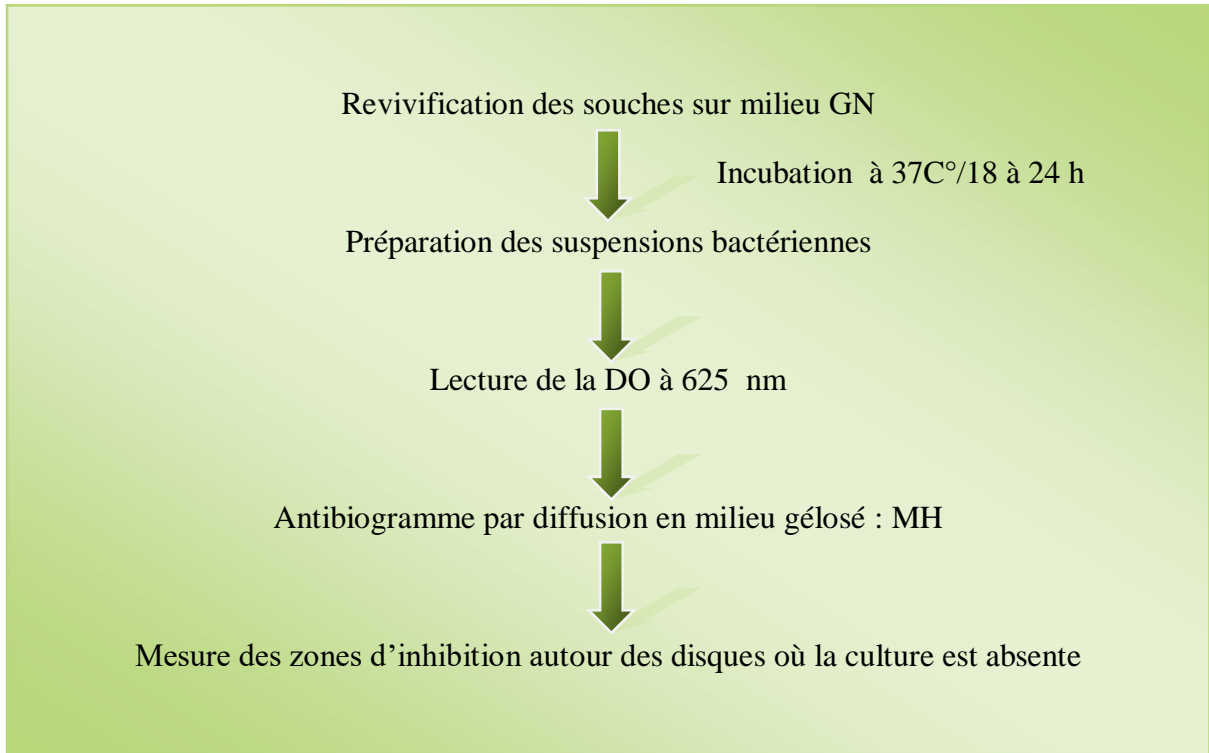 Revivification des souches sur milieu GN
Incubation à 37C°/18 à 24 h
Préparation des suspensions bactériennes
Lecture de la DO à 625 nm
Antibiogramme par diffusion en milieu gélosé : MH
Mesure des zones d’inhibition autour des disques où la culture est absente